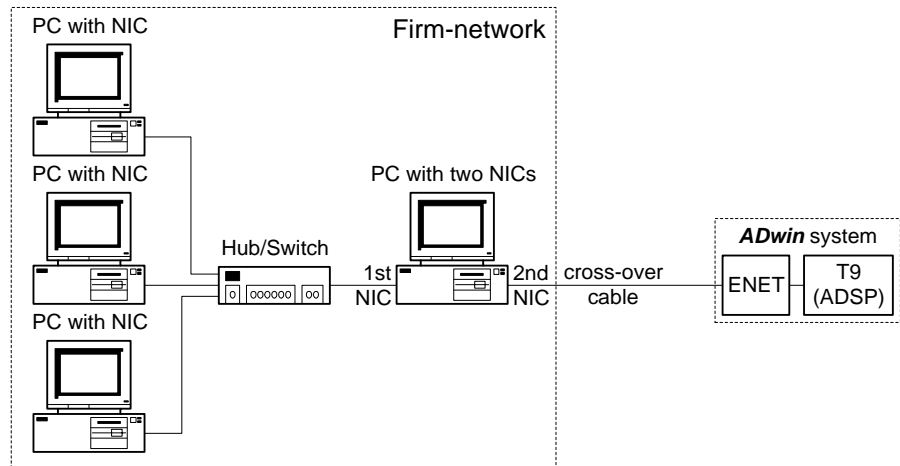 PC with NIC
Firm-network
PC with NIC
PC with two NICs
Hub/Switch
1st
NIC
2nd
NIC
cross-over
cable
ADwin system
ENET
T9
(ADSP)
PC with NIC